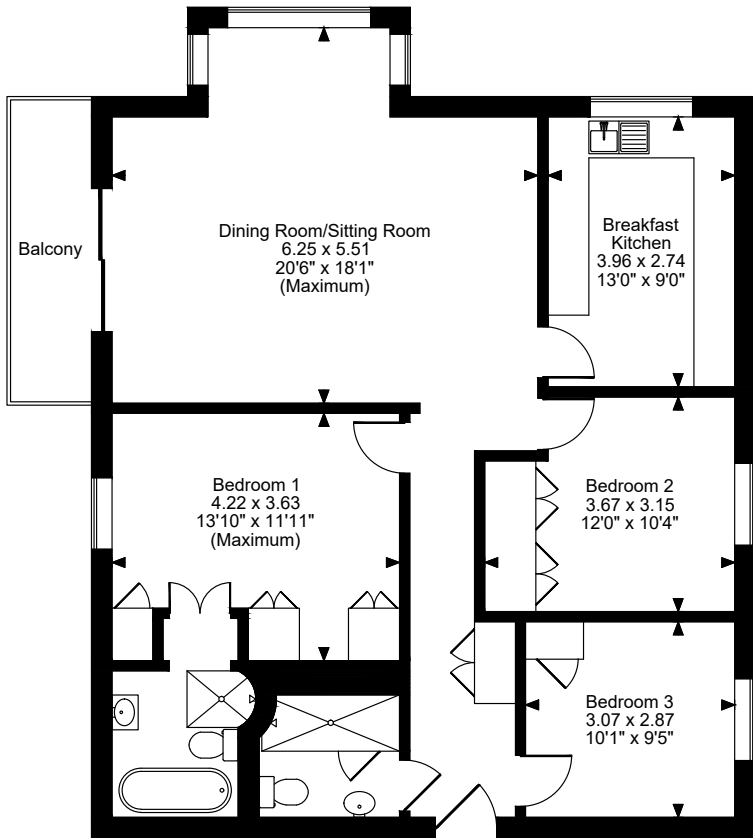 Balcony
Dining Room/Sitting Room
6.25 x 5.51
20'6" x 18'1"
(Maximum)
Breakfast
Kitchen
3.96 x 2.74
13'0" x 9'0"
Bedroom 1
4.22 x 3.63
13'10" x 11'11"
(Maximum)
Bedroom 2
3.67 x 3.15
12'0" x 10'4"
Bedroom 3
3.07 x 2.87
10'1" x 9'5"